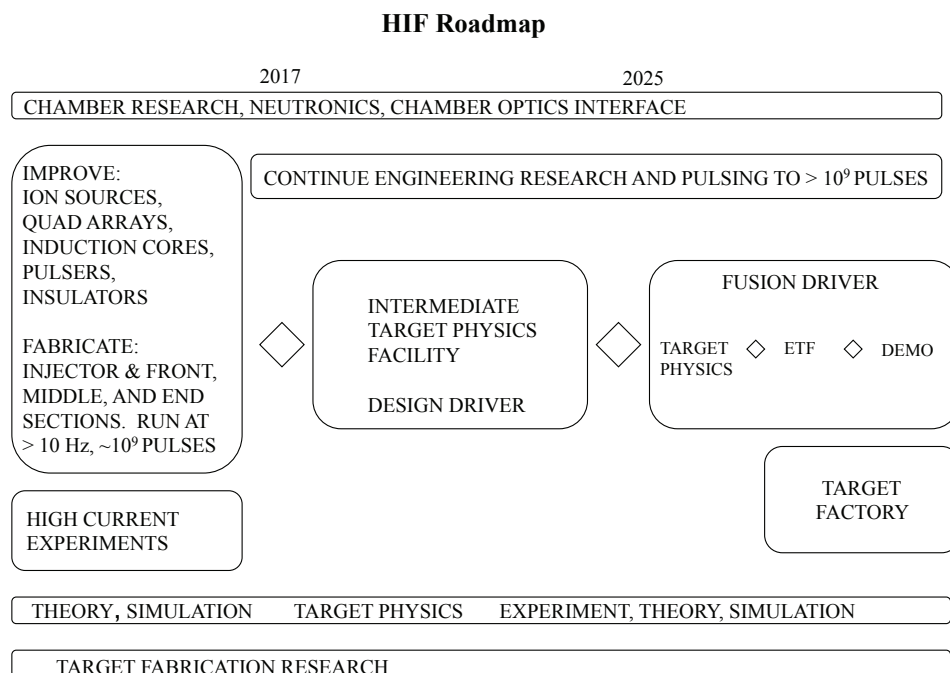 HIF Roadmap
2017 2025
CHAMBER RESEARCH, NEUTRONICS, CHAMBER OPTICS INTERFACE
IMPROVE:
ION SOURCES,
QUAD ARRAYS,
INDUCTION CORES,
PULSERS,
INSULATORS
FABRICATE:
INJECTOR & FRONT,
MIDDLE, AND END
SECTIONS. RUN AT
> 10 Hz, ~10⁹ PULSES
CONTINUE ENGINEERING RESEARCH AND PULSING TO > 10⁹ PULSES
INTERMEDIATE
TARGET PHYSICS
FACILITY
DESIGN DRIVER
FUSION DRIVER
TARGET
PHYSICS
ETF
DEMO
TARGET
FACTORY
HIGH CURRENT
EXPERIMENTS
THEORY, SIMULATION TARGET PHYSICS EXPERIMENT, THEORY, SIMULATION
TARGET FABRICATION RESEARCH